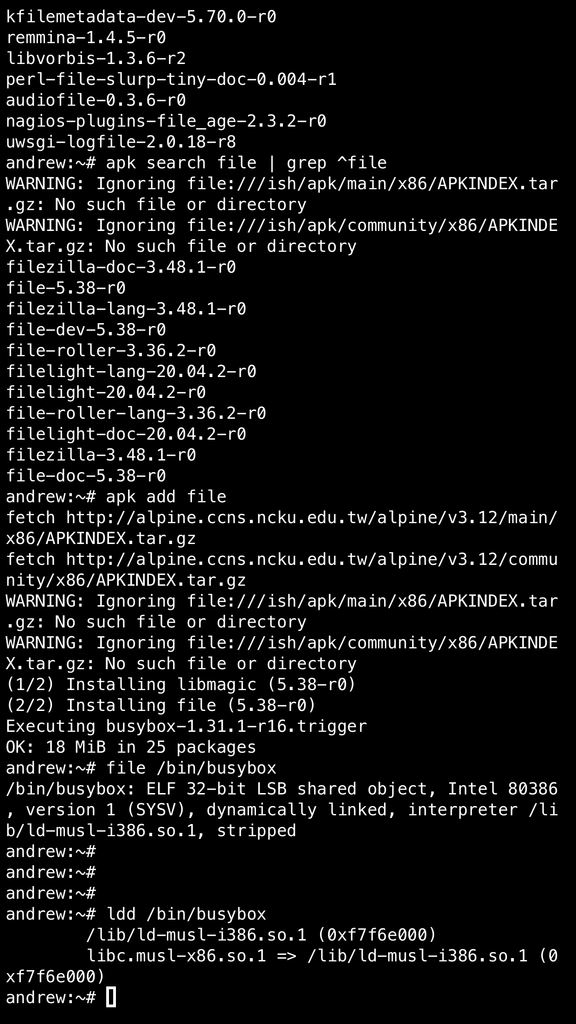 kfilemetadata-dev-5.70.0-r0
remmina-1.4.5-r0
libvorbis-1.3.6-r2
perl-file-slurp-tiny-doc-0.004-r1
audiofile-0.3.6-r0
nagios-plugins-file_age-2.3.2-r0
uwsgi-logfile-2.0.18-r8
andrew:~# apk search file | grep ^file
WARNING: Ignoring file:///ish/apk/main/x86/APKINDEX.tar
.gz: No such file or directory
WARNING: Ignoring file:///ish/apk/community/x86/APKINDE
X.tar.gz: No such file or directory
filezilla-doc-3.48.1-r0
file-5.38-r0
filezilla-lang-3.48.1-r0
file-dev-5.38-r0
file-roller-3.36.2-r0
filelight-lang-20.04.2-r0
filelight-20.04.2-r0
file-roller-lang-3.36.2-r0
filelight-doc-20.04.2-r0
filezilla-3.48.1-r0
file-doc-5.38-r0
andrew:~# apk add file
fetch http://alpine.ccns.ncku.edu.tw/alpine/v3.12/main/
x86/APKINDEX.tar.gz
fetch http://alpine.ccns.ncku.edu.tw/alpine/v3.12/commu
nity/x86/APKINDEX.tar.gz
WARNING: Ignoring file:///ish/apk/main/x86/APKINDEX.tar
.gz: No such file or directory
WARNING: Ignoring file:///ish/apk/community/x86/APKINDE
X.tar.gz: No such file or directory
(1/2) Installing libmagic (5.38-r0)
(2/2) Installing file (5.38-r0)
Executing busybox-1.31.1-r16.trigger
OK: 18 MiB in 25 packages
andrew:~# file /bin/busybox
/bin/busybox: ELF 32-bit LSB shared object, Intel 80386
, version 1 (SYSV), dynamically linked, interpreter /li
b/ld-musl-i386.so.1, stripped
andrew:~#
andrew:~#
andrew:~#
andrew:~# ldd /bin/busybox
        /lib/ld-musl-i386.so.1 (0xf7f6e000)
        libc.musl-x86.so.1 => /lib/ld-musl-i386.so.1 (0
xf7f6e000)
andrew:~#